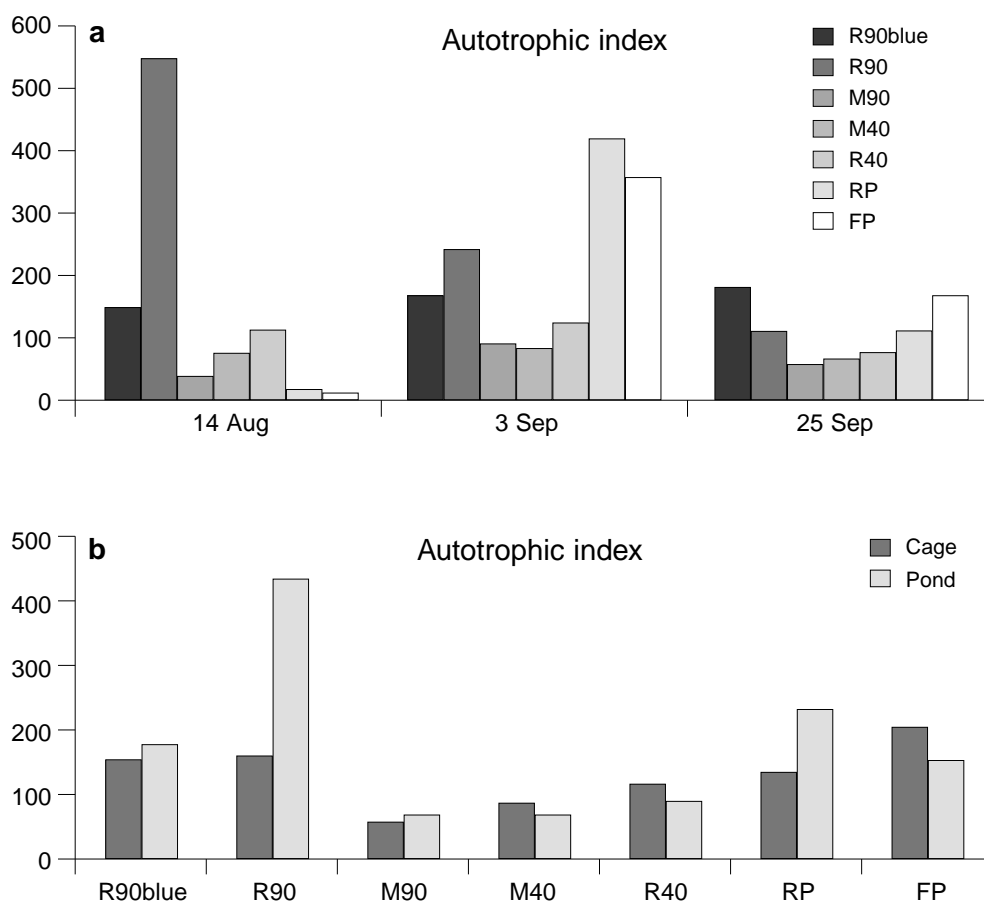 a
Autotrophic index
R90blue
R90
M90
M40
R40
RP
FP
600
500
400
300
200
100
0
14 Aug 3 Sep 25 Sep
b
Autotrophic index
Cage
Pond
500
400
300
200
100
0
R90blue R90 M90 M40 R40 RP FP